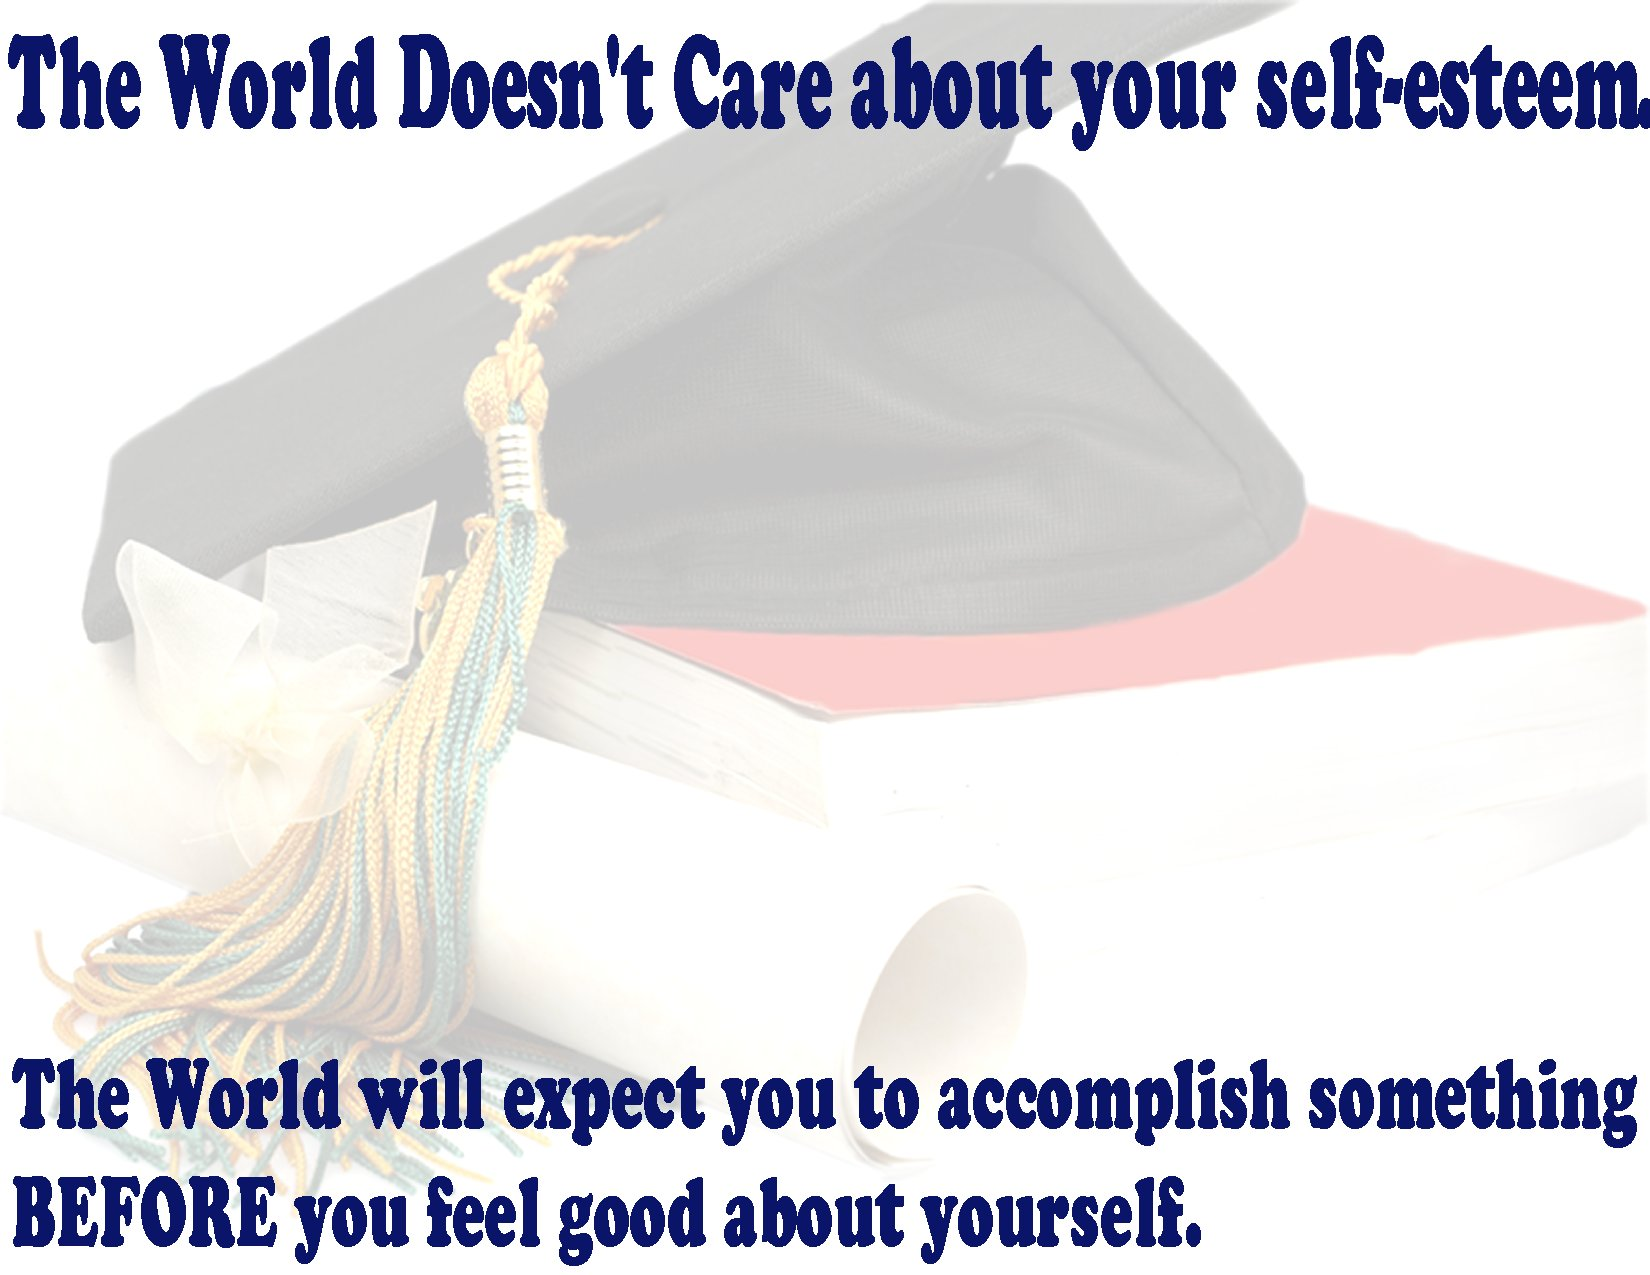 The World Doesn't Care about your self-esteem.
The World will expect you to accomplish something
BEFORE you feel good about yourself.